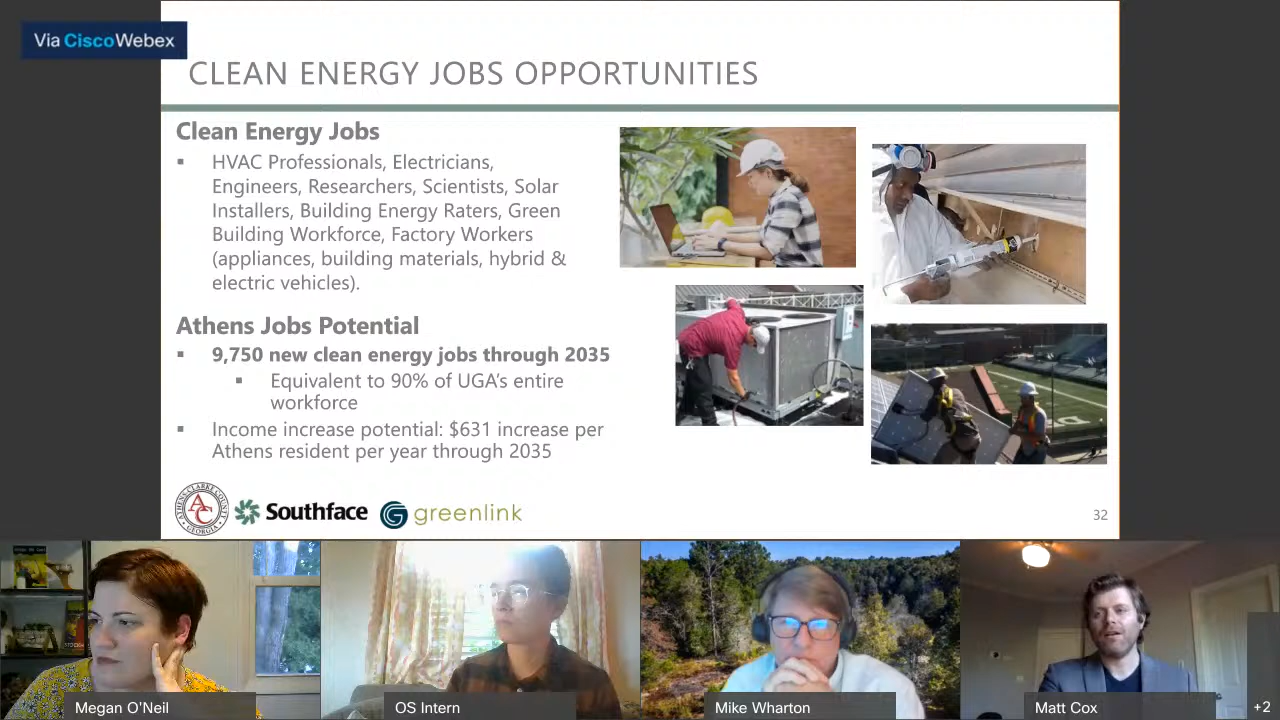 Via Cisco Webex
CLEAN ENERGY JOBS OPPORTUNITIES
Clean Energy Jobs
▪ HVAC Professionals, Electricians,
Engineers, Researchers, Scientists, Solar
Installers, Building Energy Raters, Green
Building Workforce, Factory Workers
(appliances, building materials, hybrid &
electric vehicles).
Athens Jobs Potential
▪ 9,750 new clean energy jobs through 2035
▪ Equivalent to 90% of UGA's entire
workforce
▪ Income increase potential: $631 increase per
Athens resident per year through 2035
Southface
greenlink
32
Megan O'Neil
OS Intern
Mike Wharton
Matt Cox
+2